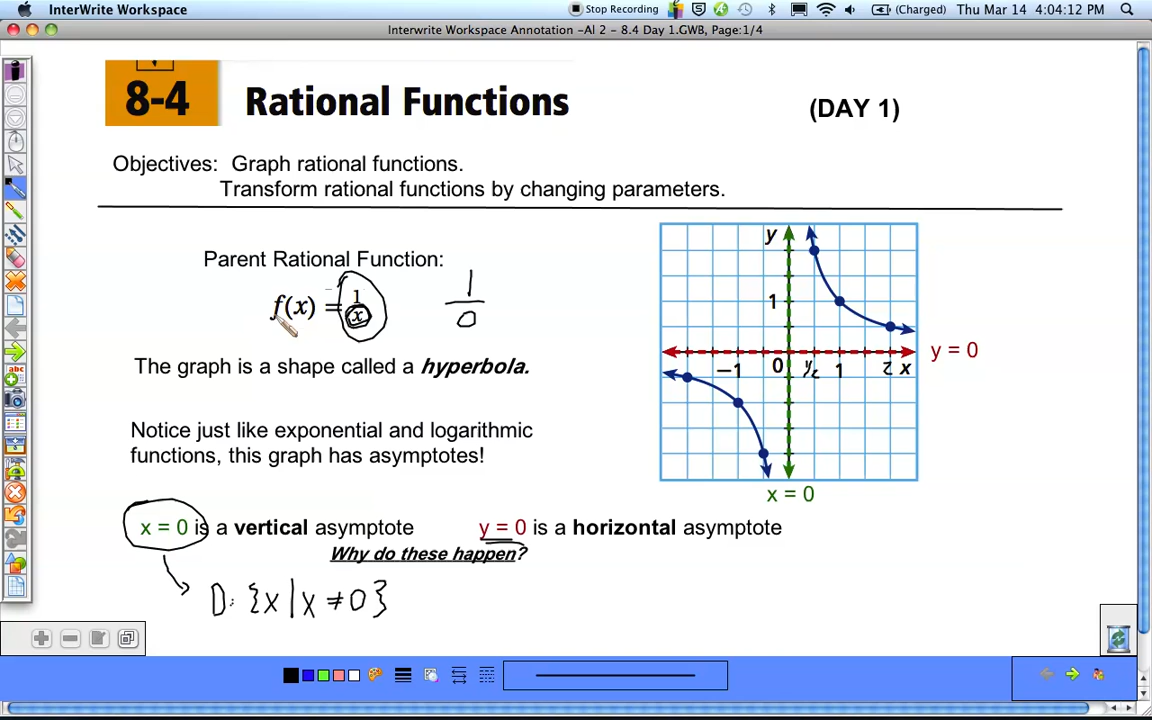 InterWrite Workspace Stop Recording (Charged) Thu Mar 14 4:04:12 PM
Interwrite Workspace Annotation -Al 2 - 8.4 Day 1.GWB, Page:1/4
8-4 Rational Functions (DAY 1)
Objectives: Graph rational functions.
Transform rational functions by changing parameters.
Parent Rational Function:
f(x) = 1/x 1/0
The graph is a shape called a hyperbola.
Notice just like exponential and logarithmic
functions, this graph has asymptotes!
y
1
y = 0
-1 0 1/2 1 2 x
x = 0
x = 0 is a vertical asymptote y = 0 is a horizontal asymptote
Why do these happen?
D: {x|x ≠ 0}